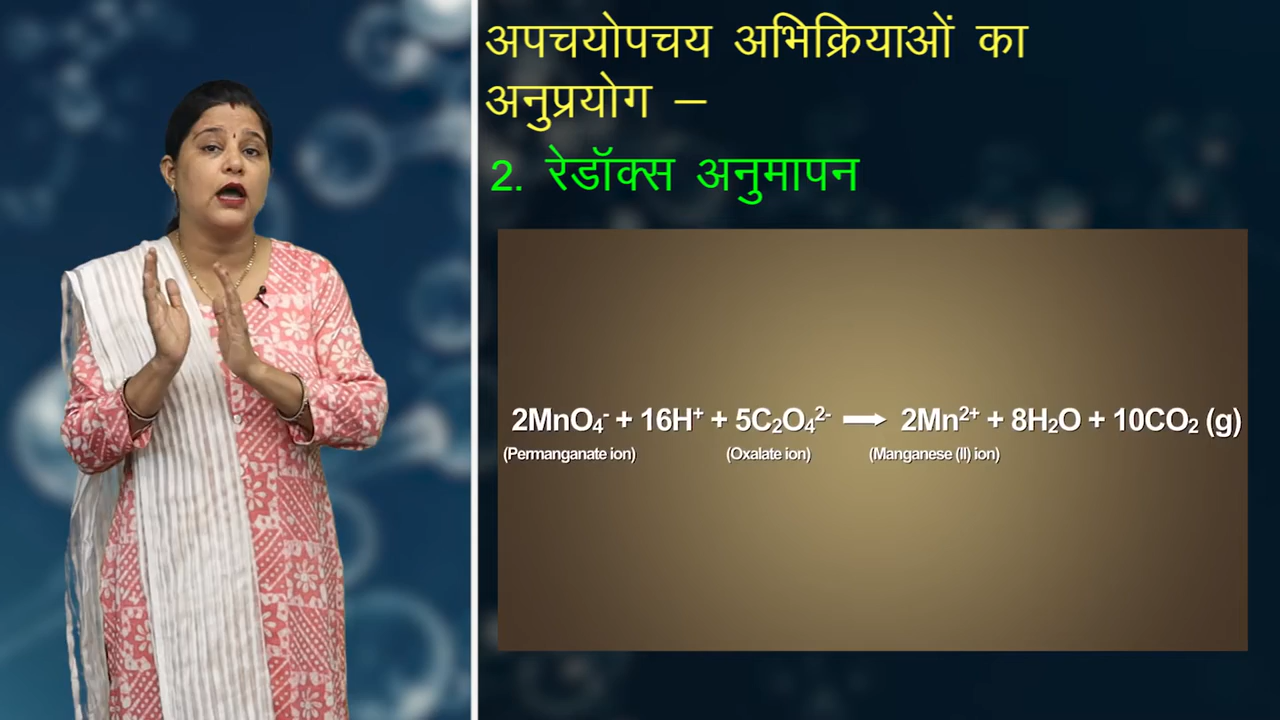 अपचयोपचय अभिक्रियाओं का
अनुप्रयोग –
2. रेडॉक्स अनुमापन
2MnO₄⁻ + 16H⁺ + 5C₂O₄²⁻ ➡ 2Mn²⁺ + 8H₂O + 10CO₂ (g)
(Permanganate ion) (Oxalate ion) (Manganese (II) ion)